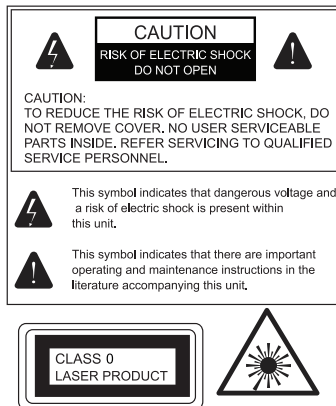 CAUTION
RISK OF ELECTRIC SHOCK
DO NOT OPEN
CAUTION:
TO REDUCE THE RISK OF ELECTRIC SHOCK, DO
NOT REMOVE COVER. NO USER SERVICEABLE
PARTS INSIDE. REFER SERVICING TO QUALIFIED
SERVICE PERSONNEL.
This symbol indicates that dangerous voltage and
a risk of electric shock is present within
this unit.
This symbol indicates that there are important
operating and maintenance instructions in the
literature accompanying this unit.
CLASS 0
LASER PRODUCT